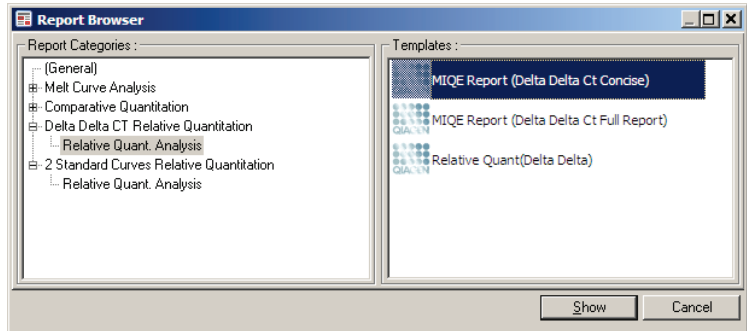 Report Browser
Report Categories :
(General)
Melt Curve Analysis
Comparative Quantitation
Delta Delta CT Relative Quantitation
Relative Quant. Analysis
2 Standard Curves Relative Quantitation
Relative Quant. Analysis
Templates :
MIQE Report (Delta Delta Ct Concise)
MIQE Report (Delta Delta Ct Full Report)
QIAGEN
Relative Quant(Delta Delta)
QIAGEN
Show
Cancel